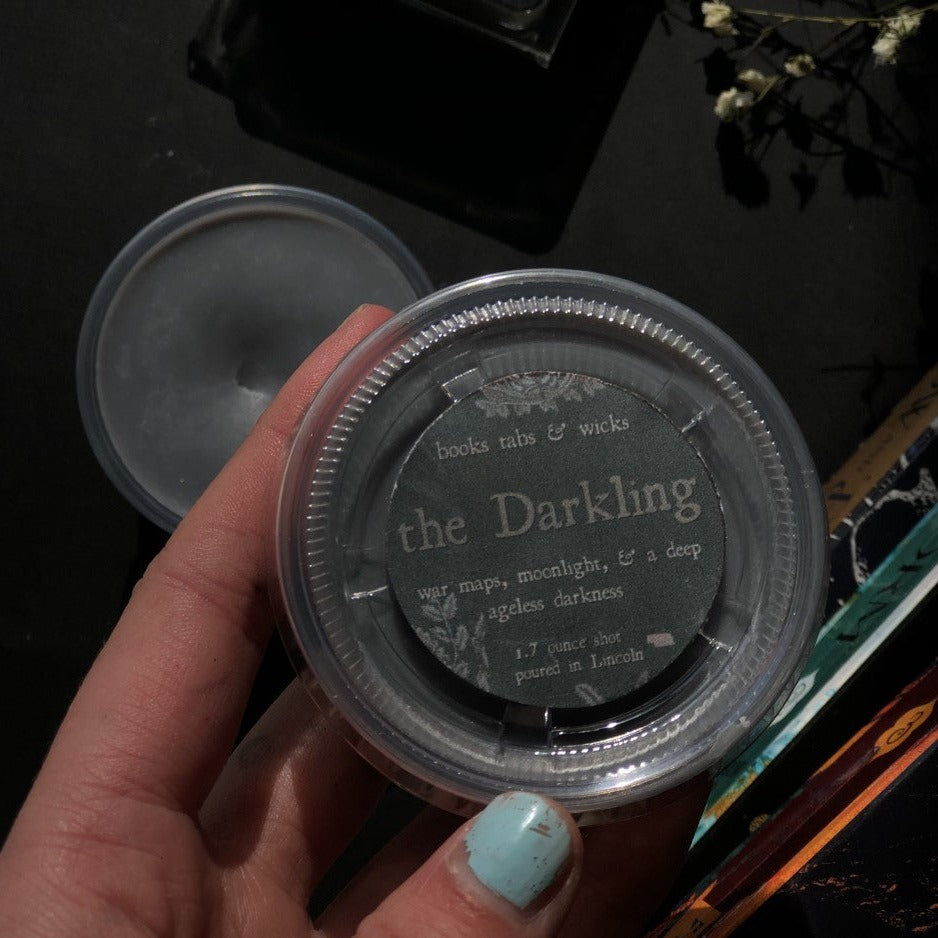 books tabs & wicks
the Darkling
war maps, moonlight, & a deep
ageless darkness
1.7 ounce shot
poured in Lincoln